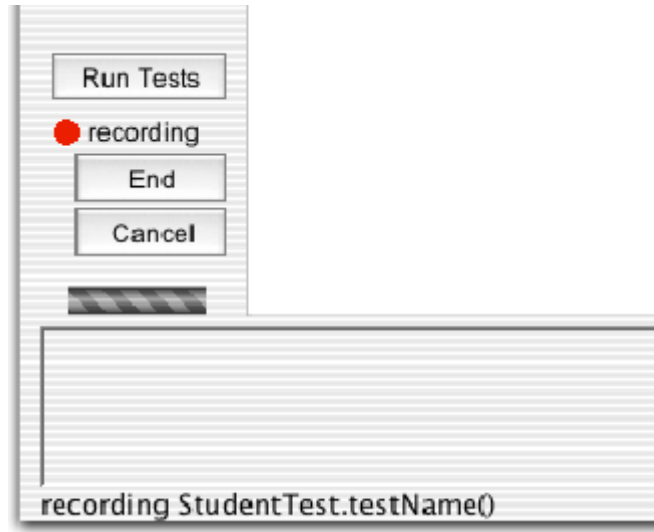 Run Tests
recording
End
Cancel
recording StudentTest.testName()